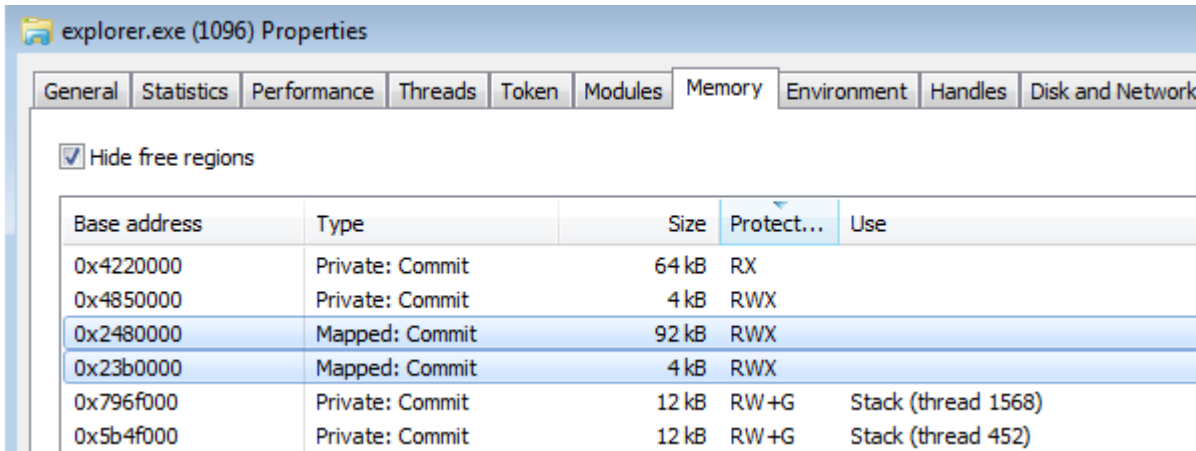 explorer.exe (1096) Properties
General Statistics Performance Threads Token Modules Memory Environment Handles Disk and Network
Hide free regions
Base address Type Size Protect... Use
0x4220000 Private: Commit 64 kB RX
0x4850000 Private: Commit 4 kB RWX
0x2480000 Mapped: Commit 92 kB RWX
0x23b0000 Mapped: Commit 4 kB RWX
0x796f000 Private: Commit 12 kB RW+G Stack (thread 1568)
0x5b4f000 Private: Commit 12 kB RW+G Stack (thread 452)